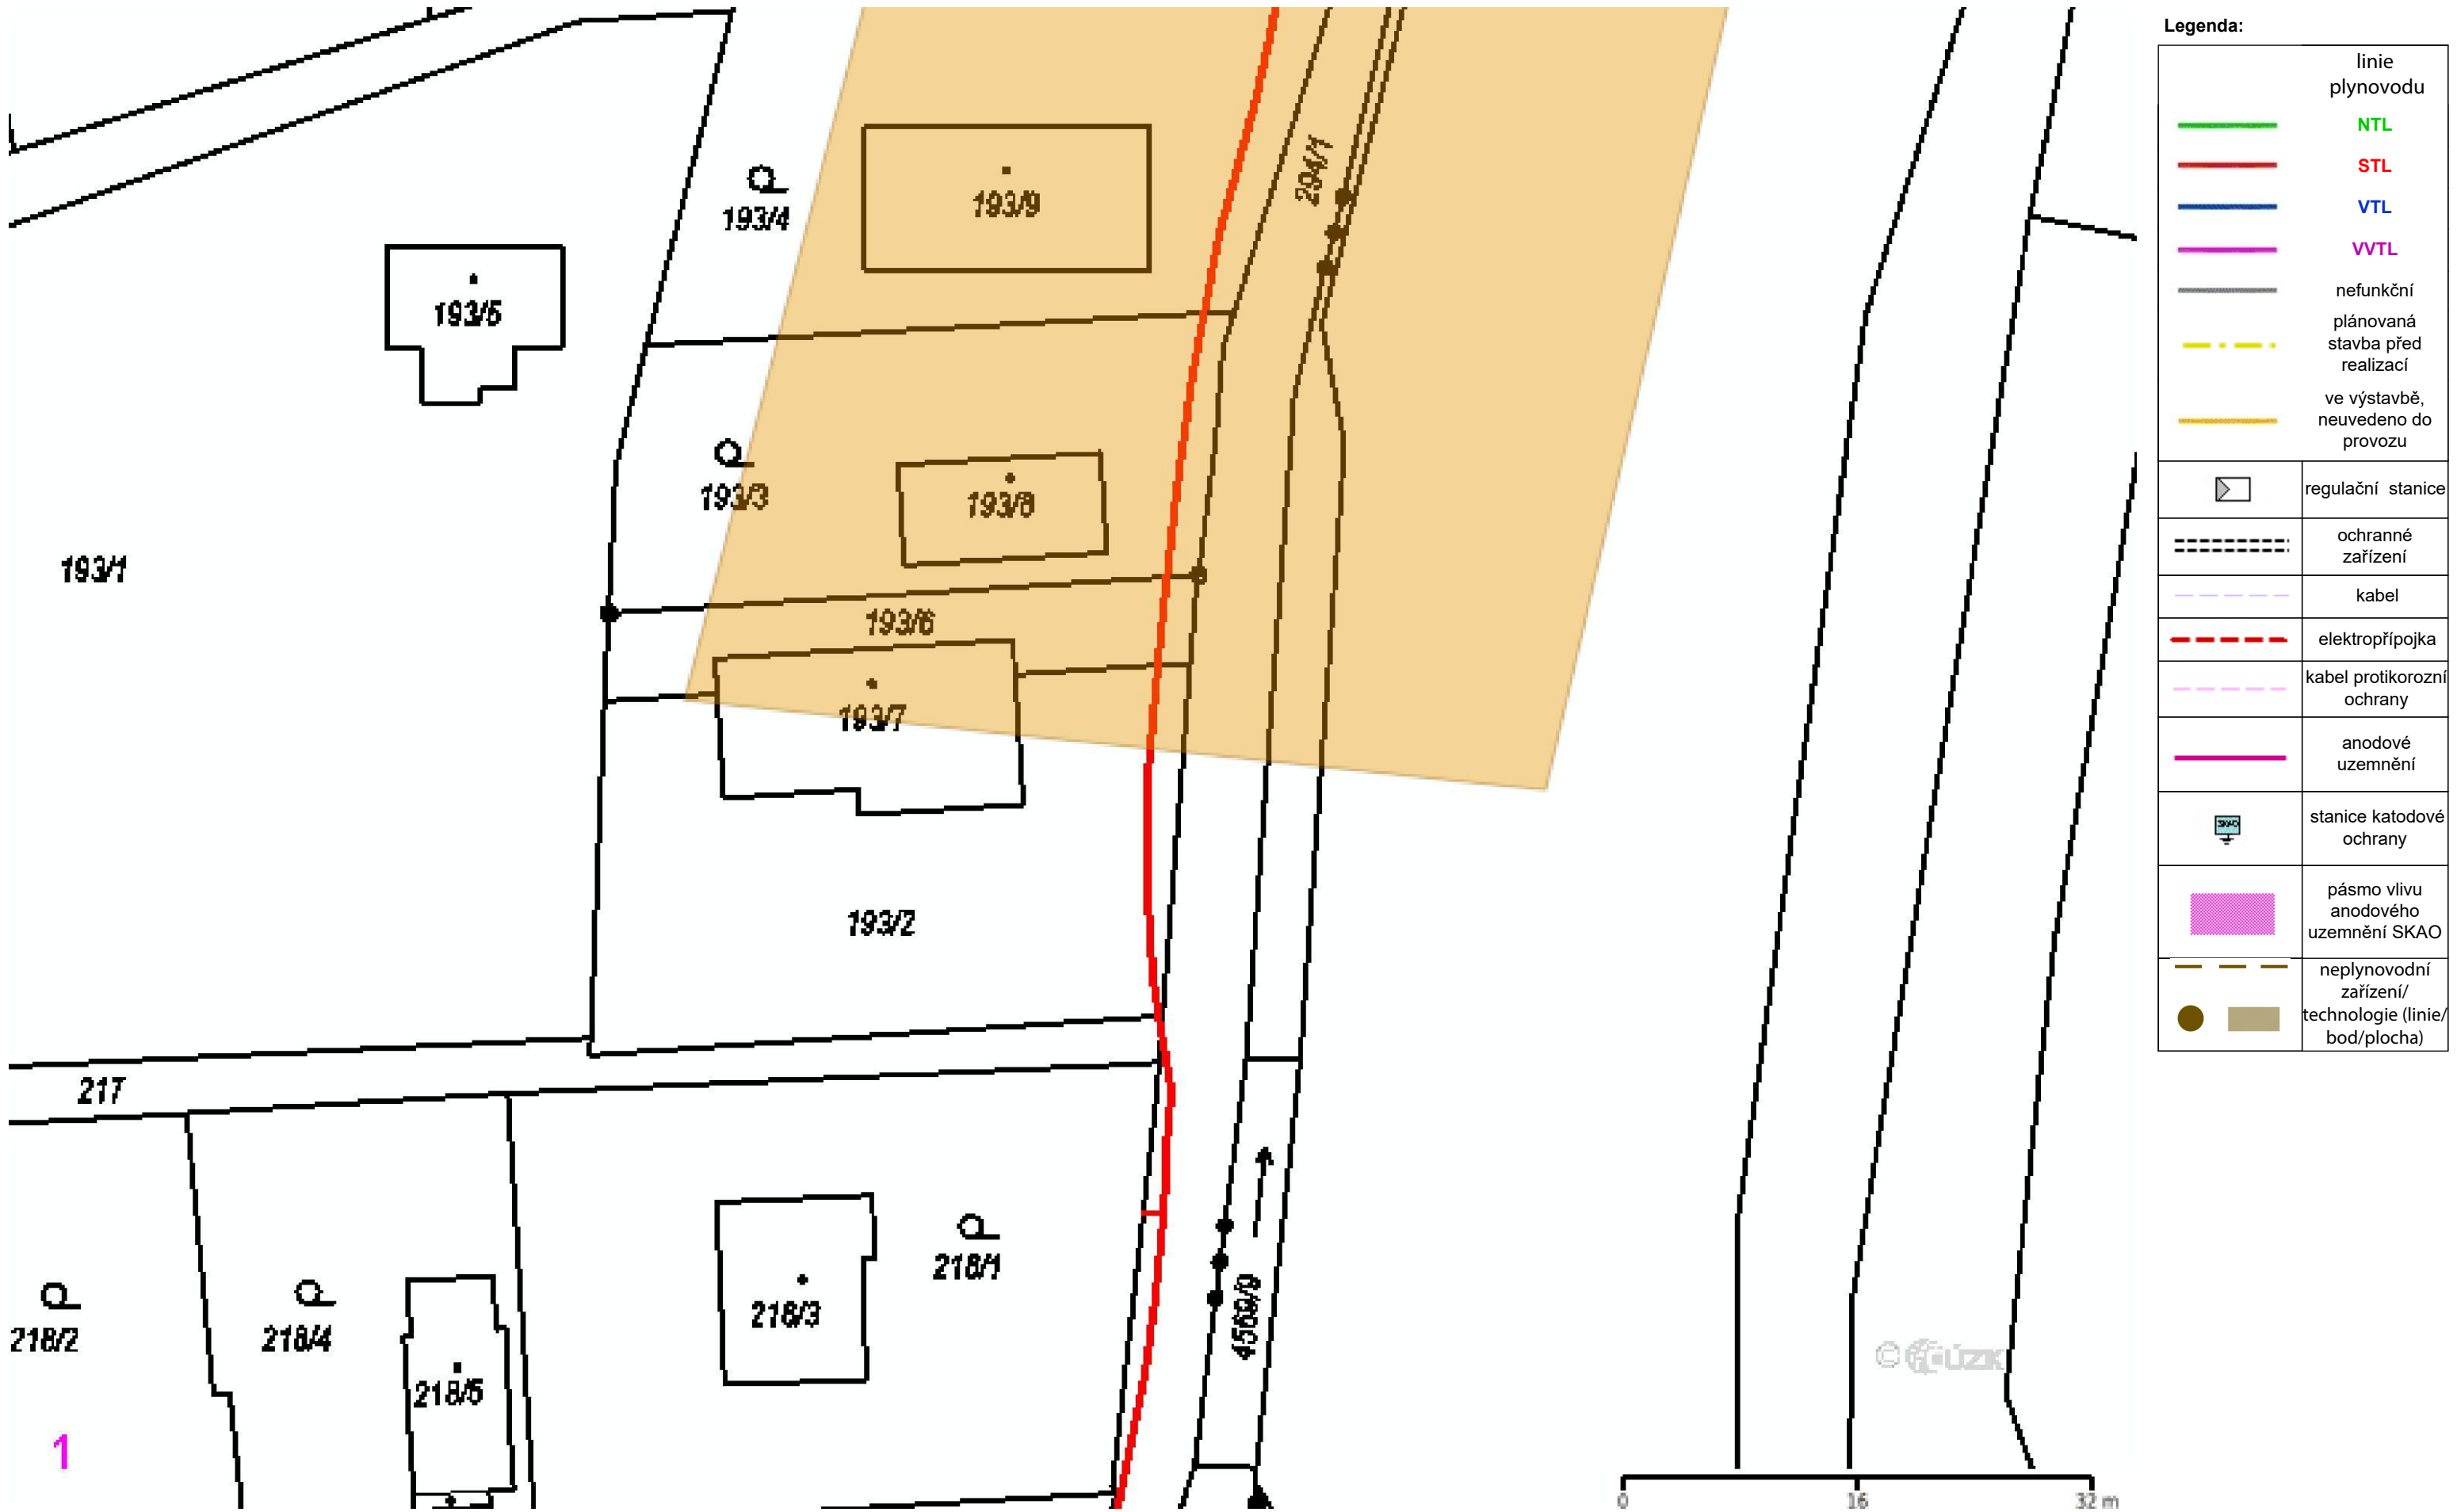 Legenda:
linie
plynovodu
NTL
STL
VTL
VVTL
nefunkční
plánovaná
stavba před
realizací
ve výstavbě,
neuvedeno do
provozu
regulační stanice
ochranné
zařízení
kabel
elektropřípojka
kabel protikorozní
ochrany
anodové
uzemnění
SKAO
stanice katodové
ochrany
pásmo vlivu
anodového
uzemnění SKAO
neplynovodní
zařízení/
technologie (linie/
bod/plocha)
294/1
193/4
193/9
193/5
193/3
193/8
193/1
193/6
193/7
193/2
217
218/1
218/3
218/2
218/4
218/5
4569/9
1
© ČÚZK
0 16 32 m